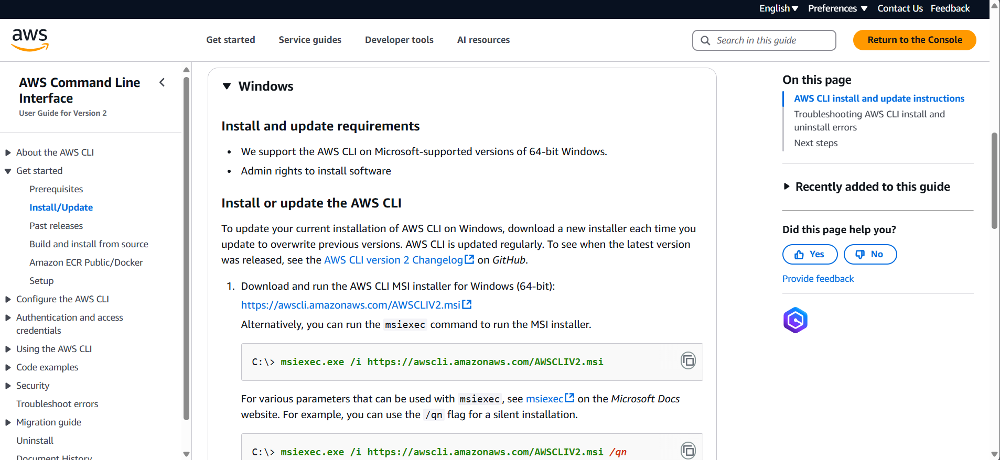 English Preferences Contact Us Feedback
aws
Get started Service guides Developer tools AI resources
Search in this guide
Return to the Console
AWS Command Line
Interface
User Guide for Version 2
About the AWS CLI
Get started
Prerequisites
Install/Update
Past releases
Build and install from source
Amazon ECR Public/Docker
Setup
Configure the AWS CLI
Authentication and access
credentials
Using the AWS CLI
Code examples
Security
Troubleshoot errors
Migration guide
Uninstall
Document History
Windows
Install and update requirements
• We support the AWS CLI on Microsoft-supported versions of 64-bit Windows.
• Admin rights to install software
Install or update the AWS CLI
To update your current installation of AWS CLI on Windows, download a new installer each time you
update to overwrite previous versions. AWS CLI is updated regularly. To see when the latest version
was released, see the AWS CLI version 2 Changelog on GitHub.
1. Download and run the AWS CLI MSI installer for Windows (64-bit):
https://awscli.amazonaws.com/AWSCLIV2.msi
Alternatively, you can run the msiexec command to run the MSI installer.
C:\> msiexec.exe /i https://awscli.amazonaws.com/AWSCLIV2.msi
For various parameters that can be used with msiexec, see msiexec on the Microsoft Docs
website. For example, you can use the /qn flag for a silent installation.
C:\> msiexec.exe /i https://awscli.amazonaws.com/AWSCLIV2.msi /qn
On this page
AWS CLI install and update instructions
Troubleshooting AWS CLI install and
uninstall errors
Next steps
Recently added to this guide
Did this page help you?
Yes No
Provide feedback